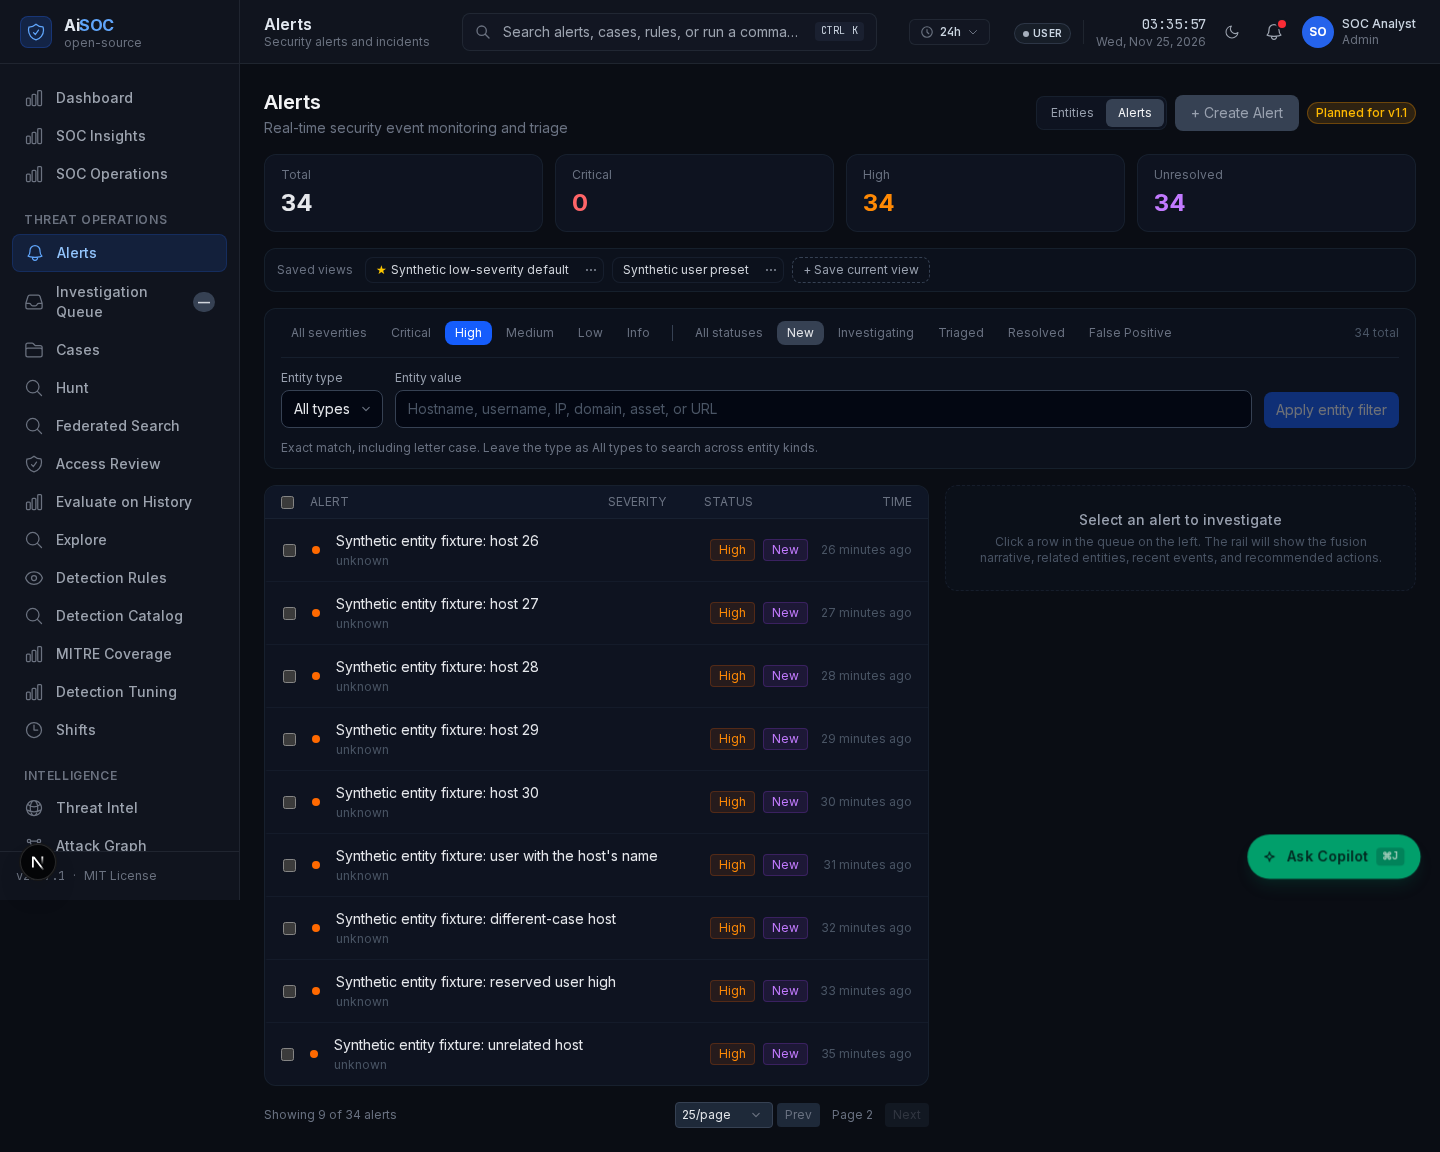 AiSOC
open-source
Alerts
Security alerts and incidents
Search alerts, cases, rules, or run a comma...
CTRL K
24h
USER
03:35:57
Wed, Nov 25, 2026
SO
SOC Analyst
Admin
Dashboard
SOC Insights
SOC Operations
THREAT OPERATIONS
Alerts
Investigation
Queue
—
Cases
Hunt
Federated Search
Access Review
Evaluate on History
Explore
Detection Rules
Detection Catalog
MITRE Coverage
Detection Tuning
Shifts
INTELLIGENCE
Threat Intel
Attack Graph
N
MIT License
Alerts
Real-time security event monitoring and triage
Entities
Alerts
+ Create Alert
Planned for v1.1
Total
34
Critical
0
High
34
Unresolved
34
Saved views
★ Synthetic low-severity default ···
Synthetic user preset ···
+ Save current view
All severities
Critical
High
Medium
Low
Info
All statuses
New
Investigating
Triaged
Resolved
False Positive
34 total
Entity type
Entity value
All types
Hostname, username, IP, domain, asset, or URL
Apply entity filter
Exact match, including letter case. Leave the type as All types to search across entity kinds.
ALERT SEVERITY STATUS TIME
Synthetic entity fixture: host 26
unknown
High New 26 minutes ago
Synthetic entity fixture: host 27
unknown
High New 27 minutes ago
Synthetic entity fixture: host 28
unknown
High New 28 minutes ago
Synthetic entity fixture: host 29
unknown
High New 29 minutes ago
Synthetic entity fixture: host 30
unknown
High New 30 minutes ago
Synthetic entity fixture: user with the host's name
unknown
High New 31 minutes ago
Synthetic entity fixture: different-case host
unknown
High New 32 minutes ago
Synthetic entity fixture: reserved user high
unknown
High New 33 minutes ago
Synthetic entity fixture: unrelated host
unknown
High New 35 minutes ago
Showing 9 of 34 alerts
25/page
Prev
Page 2
Next
Select an alert to investigate
Click a row in the queue on the left. The rail will show the fusion
narrative, related entities, recent events, and recommended actions.
Ask Copilot ⌘J